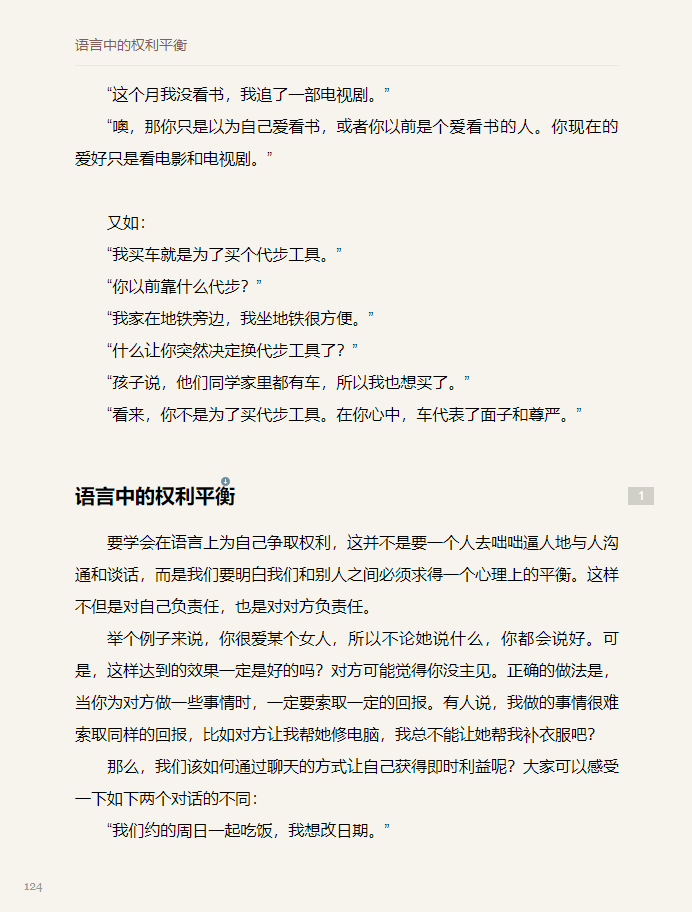 语言中的权利平衡
“这个月我没看书，我追了一部电视剧。”
“噢，那你只是以为自己爱看书，或者你以前是个爱看书的人。你现在的
爱好只是看电影和电视剧。”
又如：
“我买车就是为了买个代步工具。”
“你以前靠什么代步？”
“我家在地铁旁边，我坐地铁很方便。”
“什么让你突然决定换代步工具了？”
“孩子说，他们同学家里都有车，所以我也想买了。”
“看来，你不是为了买代步工具。在你心中，车代表了面子和尊严。”
语言中的权利平衡
1
要学会在语言上为自己争取权利，这并不是要一个人去咄咄逼人地与人沟
通和谈话，而是我们要明白我们和别人之间必须求得一个心理上的平衡。这样
不但是对自己负责任，也是对对方负责任。
举个例子来说，你很爱某个女人，所以不论她说什么，你都会说好。可
是，这样达到的效果一定是好的吗？对方可能觉得你没主见。正确的做法是，
当你为对方做一些事情时，一定要索取一定的回报。有人说，我做的事情很难
索取同样的回报，比如对方让我帮她修电脑，我总不能让她帮我补衣服吧？
那么，我们该如何通过聊天的方式让自己获得即时利益呢？大家可以感受
一下如下两个对话的不同：
“我们约的周日一起吃饭，我想改日期。”
124